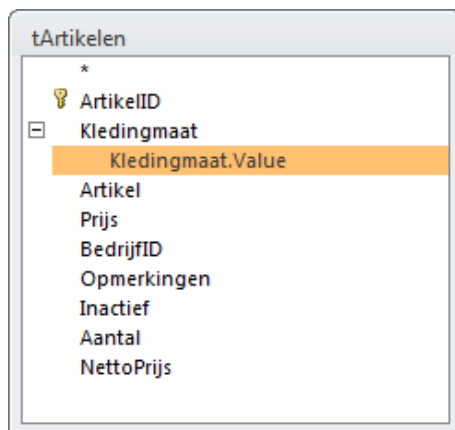 tArtikelen
*
ArtikelID
Kledingmaat
Kledingmaat.Value
Artikel
Prijs
BedrijfID
Opmerkingen
Inactief
Aantal
NettoPrijs